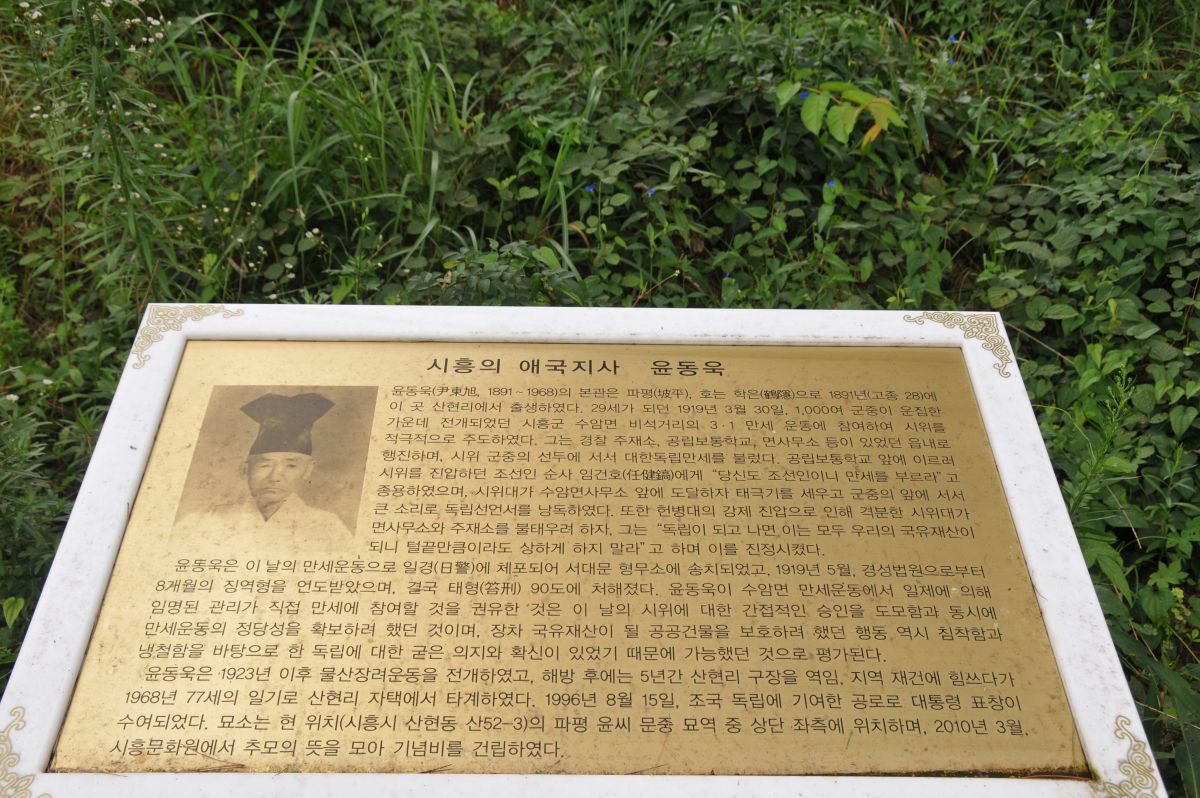 시흥의 애국지사 윤동욱
윤동욱(尹東旭, 1891~1968)의 본관은 파평(坡平), 호는 학은(鶴隱)으로 1891년(고종 28)에
이 곳 산현리에서 출생하였다. 29세가 되던 1919년 3월 30일, 1,000여 군중이 운집한
가운데 전개되었던 시흥군 수암면 비석거리의 3·1 만세 운동에 참여하여 시위를
적극적으로 주도하였다. 그는 경찰 주재소, 공립보통학교, 면사무소 등이 있었던 읍내로
행진하며, 시위 군중의 선두에 서서 대한독립만세를 불렀다. 공립보통학교 앞에 이르러
시위를 진압하던 조선인 순사 임건호(任健鎬)에게 "당신도 조선인이니 만세를 부르라"고
종용하였으며, 시위대가 수암면사무소 앞에 도달하자 태극기를 세우고 군중의 앞에 서서
큰 소리로 독립선언서를 낭독하였다. 또한 헌병대의 강제 진압으로 인해 격분한 시위대가
면사무소와 주재소를 불태우려 하자, 그는 "독립이 되고 나면 이는 모두 우리의 국유재산이
되니 털끝만큼이라도 상하게 하지 말라"고 하며 이를 진정시켰다.
윤동욱은 이 날의 만세운동으로 일경(日警)에 체포되어 서대문 형무소에 송치되었고, 1919년 5월, 경성법원으로부터
8개월의 징역형을 언도받았으며, 결국 태형(笞刑) 90도에 처해졌다. 윤동욱이 수암면 만세운동에서 일제에 의해
임명된 관리가 직접 만세에 참여할 것을 권유한 것은 이 날의 시위에 대한 간접적인 승인을 도모함과 동시에
만세운동의 정당성을 확보하려 했던 것이며, 장차 국유재산이 될 공공건물을 보호하려 했던 행동 역시 침착함과
냉철함을 바탕으로 한 독립에 대한 굳은 의지와 확신이 있었기 때문에 가능했던 것으로 평가된다.
윤동욱은 1923년 이후 물산장려운동을 전개하였고, 해방 후에는 5년간 산현리 구장을 역임, 지역 재건에 힘쓰다가
1968년 77세의 일기로 산현리 자택에서 타계하였다. 1996년 8월 15일, 조국 독립에 기여한 공로로 대통령 표창이
수여되었다. 묘소는 현 위치(시흥시 산현동 산52-3)의 파평 윤씨 문중 묘역 중 상단 좌측에 위치하며, 2010년 3월,
시흥문화원에서 추모의 뜻을 모아 기념비를 건립하였다.